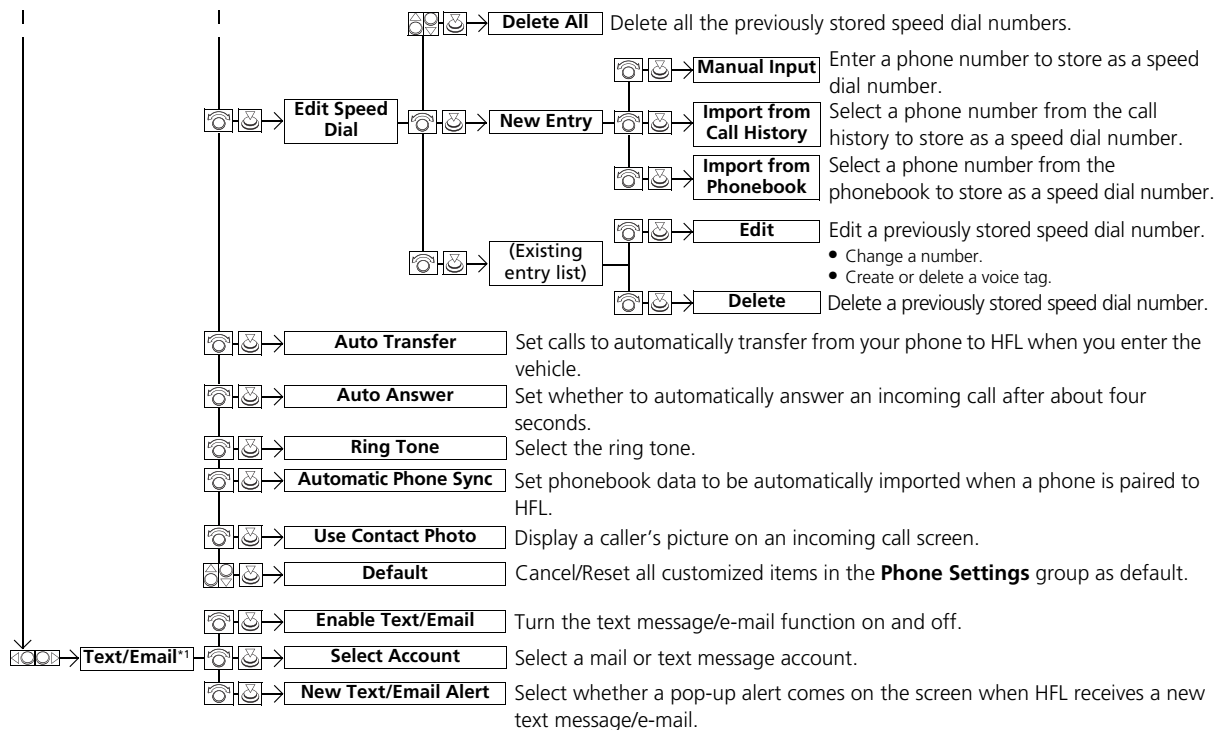 Delete All Delete all the previously stored speed dial numbers.
Manual Input Enter a phone number to store as a speed
dial number.
Edit Speed
Dial
New Entry
Import from
Call History
Select a phone number from the call
history to store as a speed dial number.
Import from
Phonebook
Select a phone number from the
phonebook to store as a speed dial number.
(Existing
entry list)
Edit Edit a previously stored speed dial number.
• Change a number.
• Create or delete a voice tag.
Delete Delete a previously stored speed dial number.
Auto Transfer Set calls to automatically transfer from your phone to HFL when you enter the
vehicle.
Auto Answer Set whether to automatically answer an incoming call after about four
seconds.
Ring Tone Select the ring tone.
Automatic Phone Sync Set phonebook data to be automatically imported when a phone is paired to
HFL.
Use Contact Photo Display a caller's picture on an incoming call screen.
Default Cancel/Reset all customized items in the Phone Settings group as default.
Enable Text/Email Turn the text message/e-mail function on and off.
Text/Email*1 Select Account Select a mail or text message account.
New Text/Email Alert Select whether a pop-up alert comes on the screen when HFL receives a new
text message/e-mail.